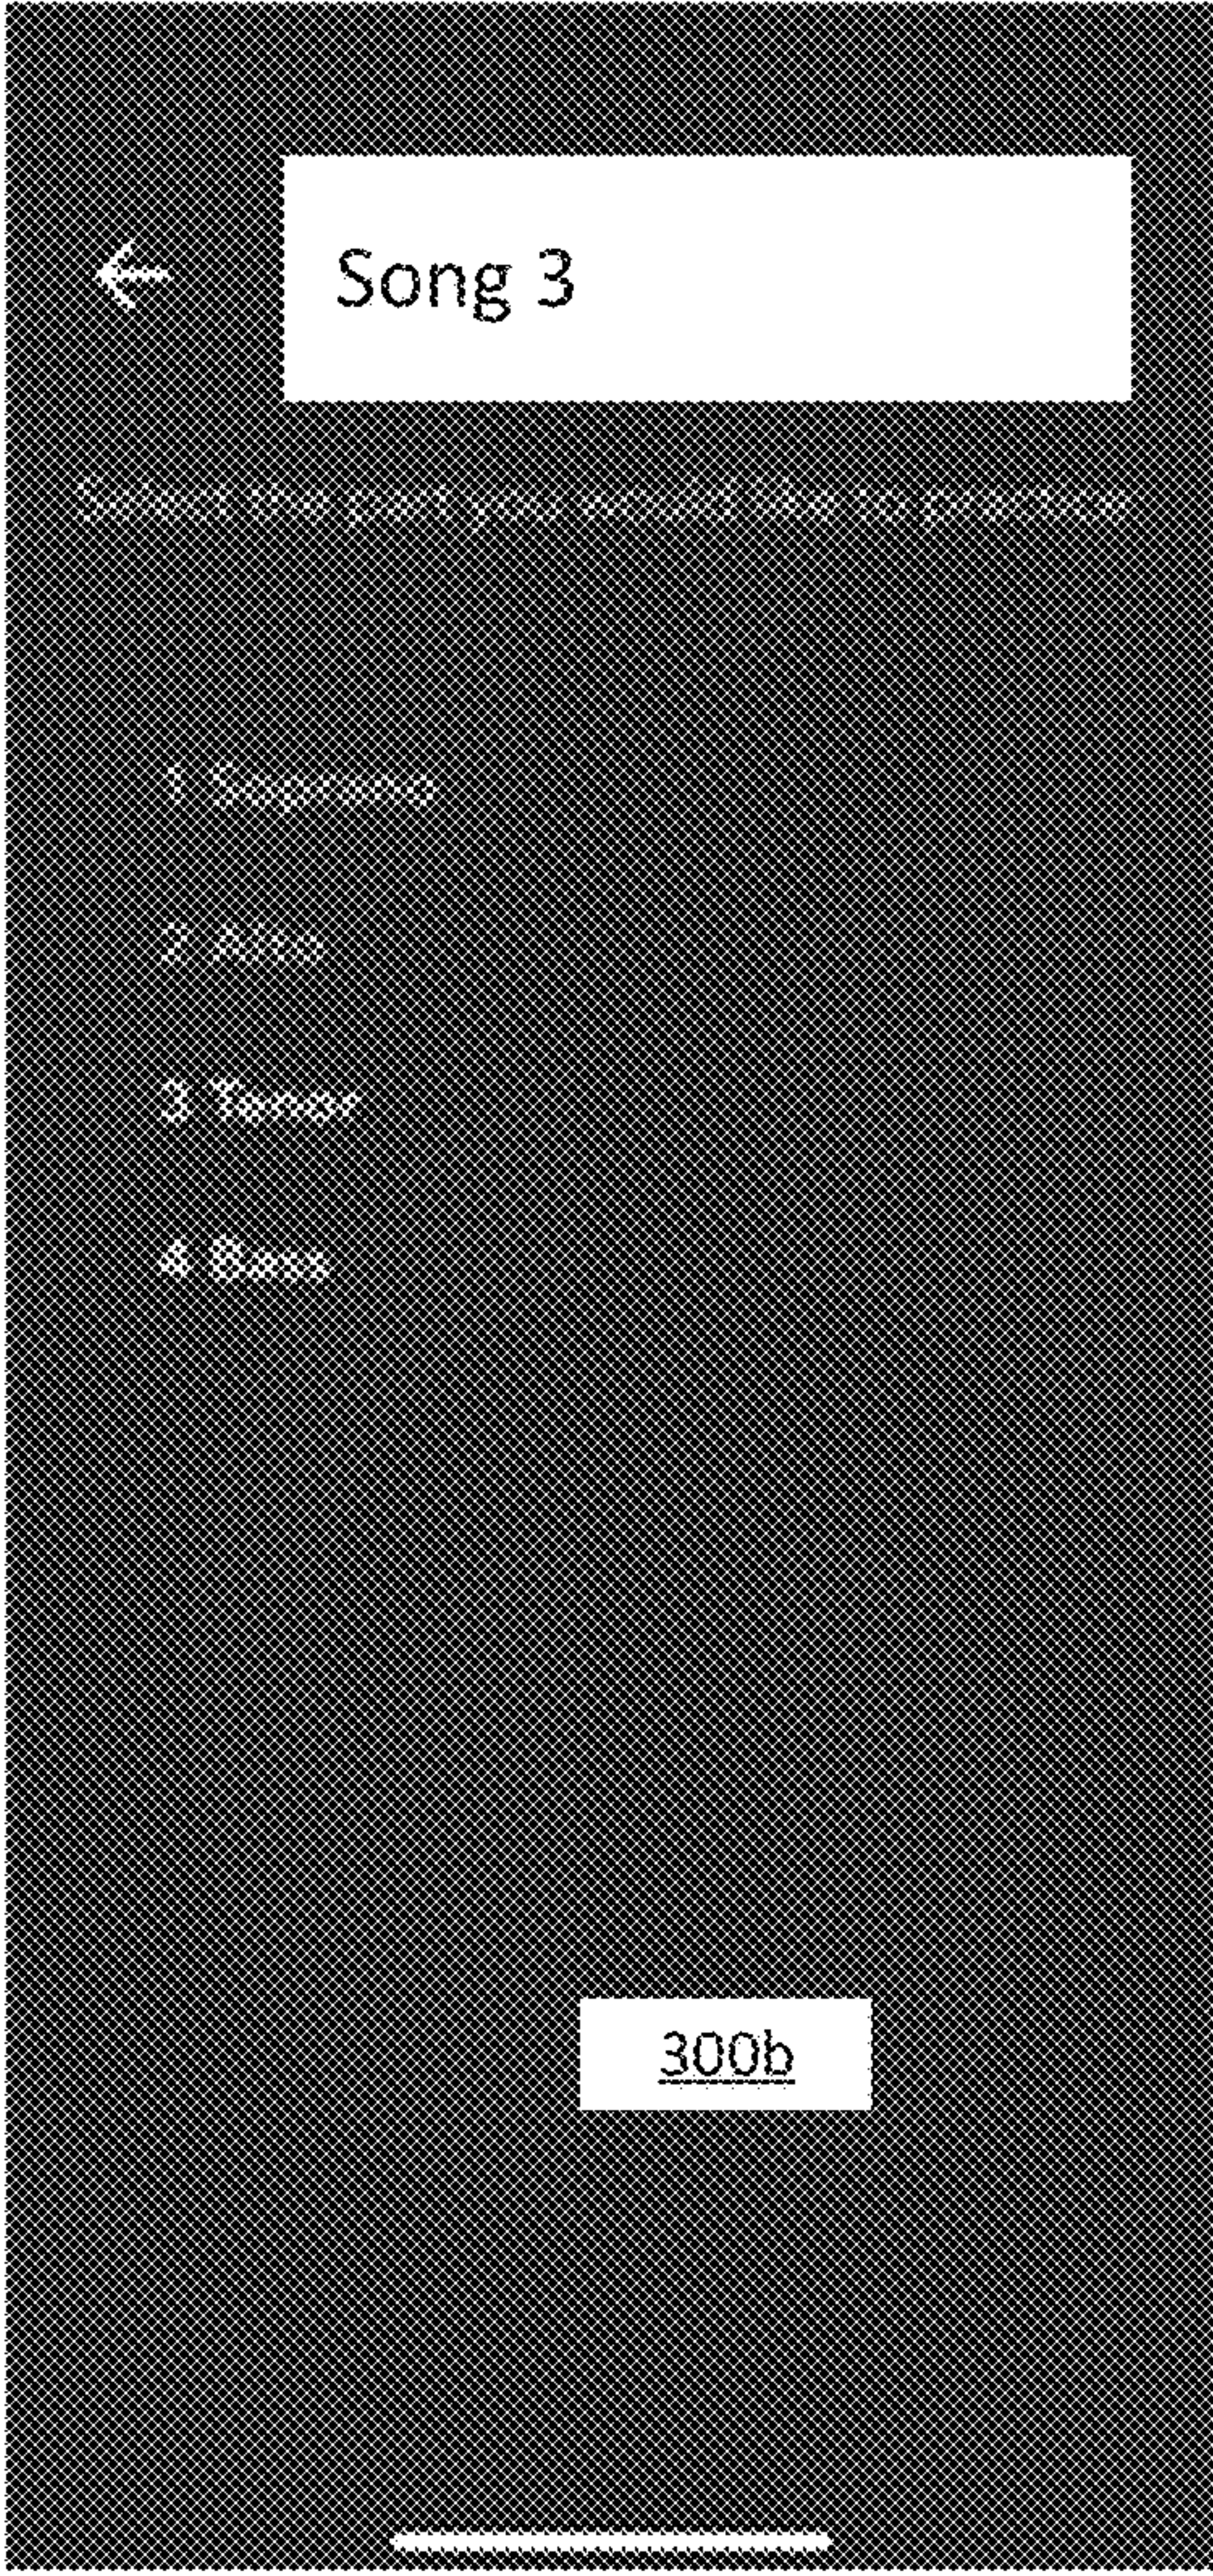 Song 3
Select the part you would like to practice
1 Soprano
2 Alto
3 Tenor
4 Bass
300b